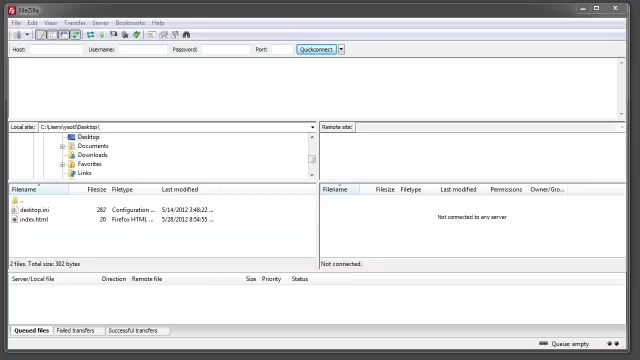 FileZilla
File Edit View Transfer Server Bookmarks Help
Host: Username: Password: Port: Quickconnect
Local site: C:\Users\yaoti\Desktop\ Remote site:
Desktop
Documents
Downloads
Favorites
Links
Filename Filesize Filetype Last modified Filename Filesize Filetype Last modified Permissions Owner/Gro...
..
desktop.ini 282 Configuration ... 5/14/2012 3:48:22 ... Not connected to any server
index.html 20 Firefox HTML ... 5/28/2012 8:54:55 ...
2 files. Total size: 302 bytes Not connected.
Server/Local file Direction Remote file Size Priority Status
Queued files Failed transfers Successful transfers
Queue: empty